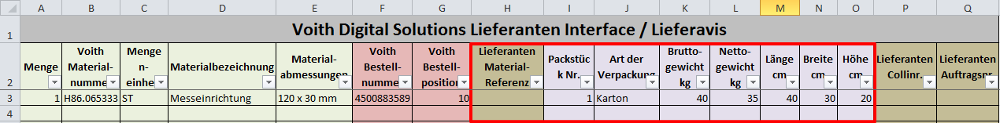 A B C D E F G H I J K L M N O P Q
1 Voith Digital Solutions Lieferanten Interface / Lieferavis
Voith Menge Voith Voith Lieferanten Brutto- Netto-
Material- n- Material- Bestell- Bestell- Material- Packstüc Art der gewicht gewicht Länge Breite Höhe Lieferanten Lieferanten
2 Menge numme einhe Materialbezeichnung abmessungen numme position Referenz k Nr. Verpackung kg kg cm cm cm Collinr. Auftragsnr
3 1 H86.065333 ST Messeinrichtung 120 x 30 mm 4500883589 10 1 Karton 40 35 40 30 20
4